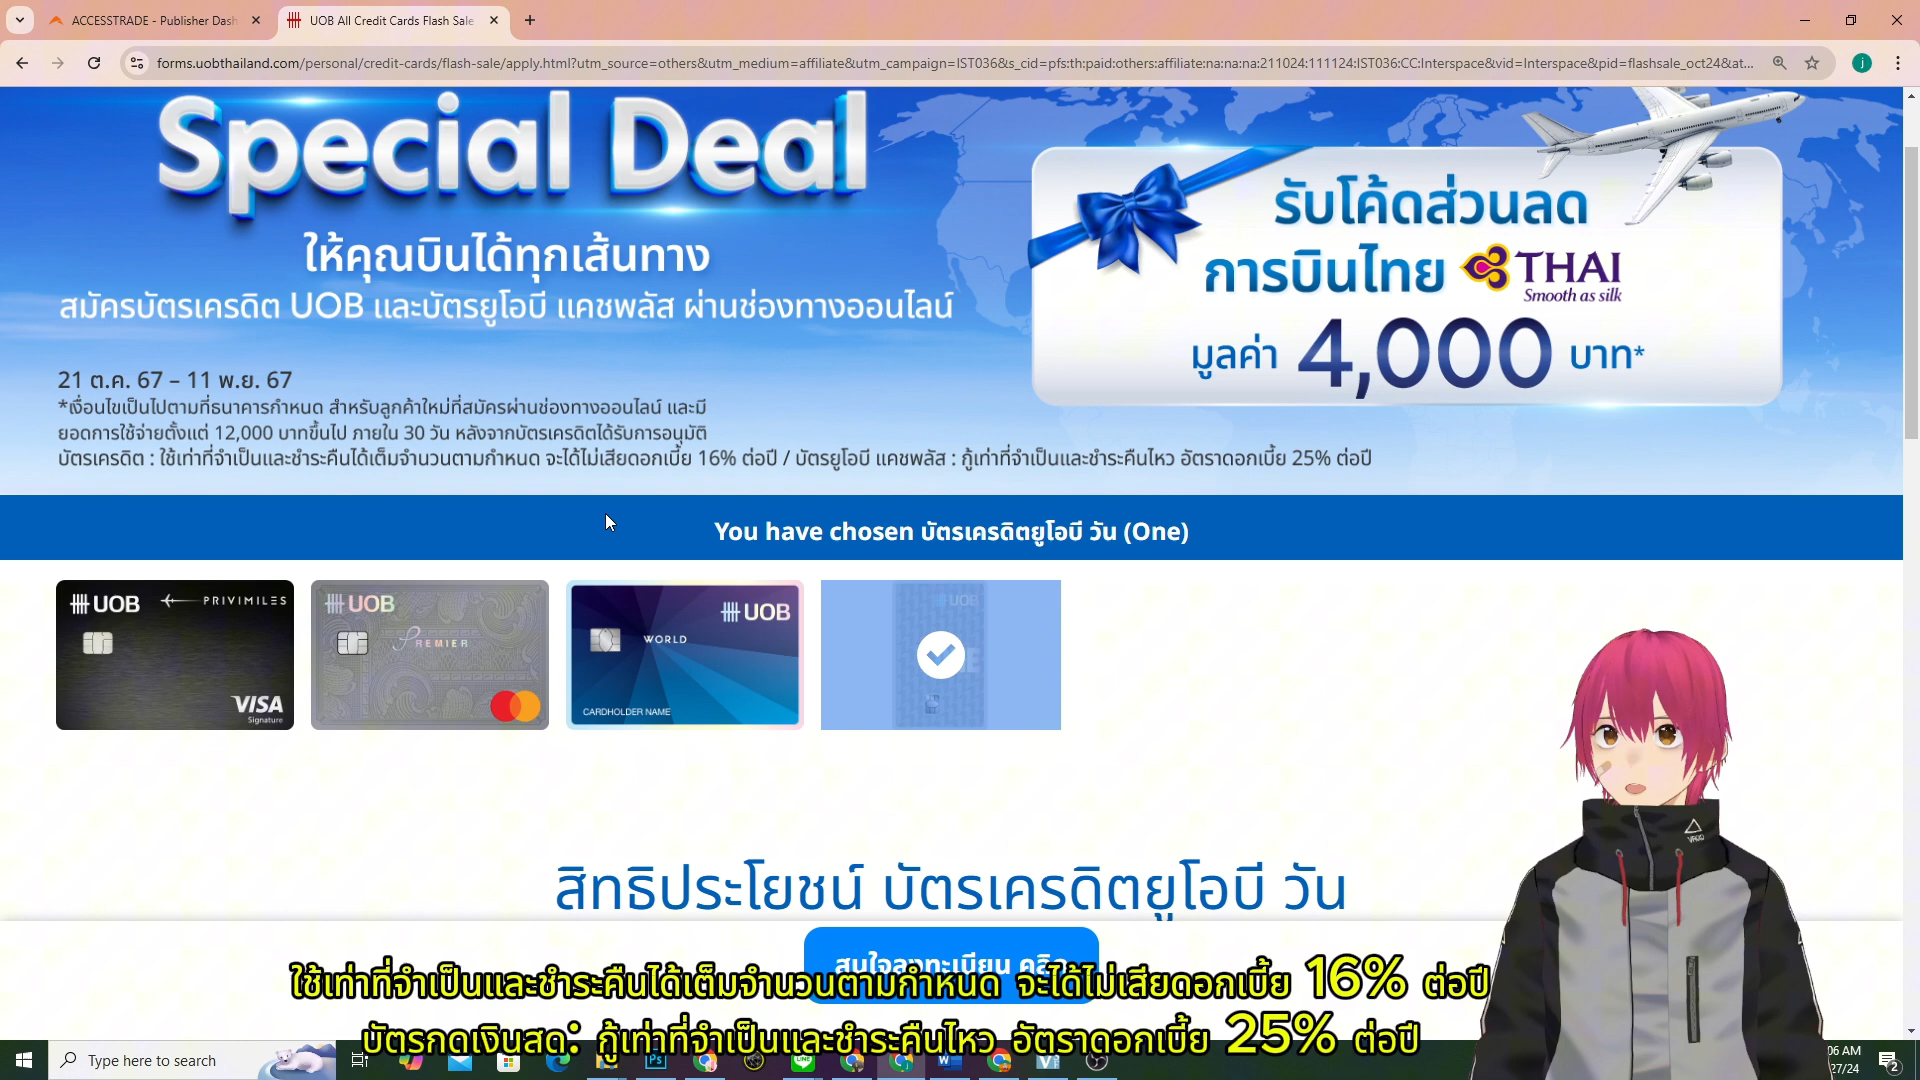 ACCESSTRADE - Publisher Dash
UOB All Credit Cards Flash Sale
forms.uobthailand.com/personal/credit-cards/flash-sale/apply.html?utm_source=others&utm_medium=affiliate&utm_campaign=IST036&s_cid=pfs:th:paid:others:affiliate:na:na:na:211024:111124:IST036:CC:Interspace&vid=Interspace&pid=flashsale_oct24&at...
j
Special Deal
ให้คุณบินได้ทุกเส้นทาง
สมัครบัตรเครดิต UOB และบัตรยูโอบี แคชพลัส ผ่านช่องทางออนไลน์
รับโค้ดส่วนลด
การบินไทย THAI
Smooth as silk
มูลค่า 4,000 บาท*
21 ต.ค. 67 – 11 พ.ย. 67
*เงื่อนไขเป็นไปตามที่ธนาคารกำหนด สำหรับลูกค้าใหม่ที่สมัครผ่านช่องทางออนไลน์ และมี
ยอดการใช้จ่ายตั้งแต่ 12,000 บาทขึ้นไป ภายใน 30 วัน หลังจากบัตรเครดิตได้รับการอนุมัติ
บัตรเครดิต : ใช้เท่าที่จำเป็นและชำระคืนได้เต็มจำนวนตามกำหนด จะได้ไม่เสียดอกเบี้ย 16% ต่อปี / บัตรยูโอบี แคชพลัส : กู้เท่าที่จำเป็นและชำระคืนไหว อัตราดอกเบี้ย 25% ต่อปี
You have chosen บัตรเครดิตยูโอบี วัน (One)
UOB PRIVIMILES
VISA
Signature
UOB
PREMIER
UOB
WORLD
CARDHOLDER NAME
UOB
สิทธิประโยชน์ บัตรเครดิตยูโอบี วัน
สนใจลงทะเบียน คลิก
ใช้เท่าที่จำเป็นและชำระคืนได้เต็มจำนวนตามกำหนด จะได้ไม่เสียดอกเบี้ย 16% ต่อปี
บัตรกดเงินสด: กู้เท่าที่จำเป็นและชำระคืนไหว อัตราดอกเบี้ย 25% ต่อปี
Type here to search
06 AM
27/24
2